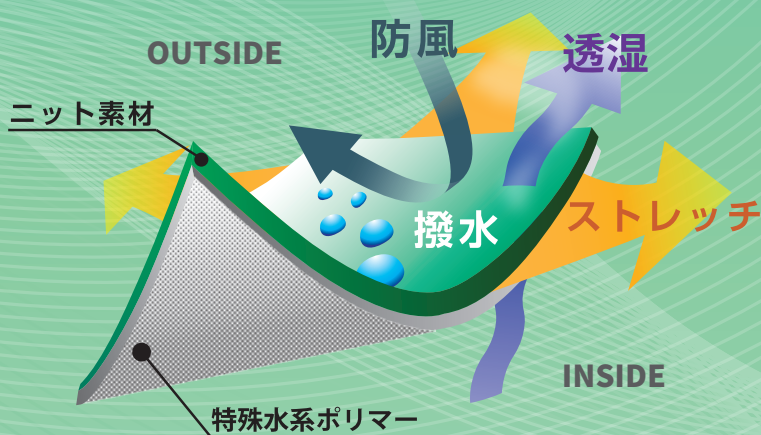 防風
透湿
OUTSIDE
ニット素材
ストレッチ
撥水
INSIDE
特殊水系ポリマー